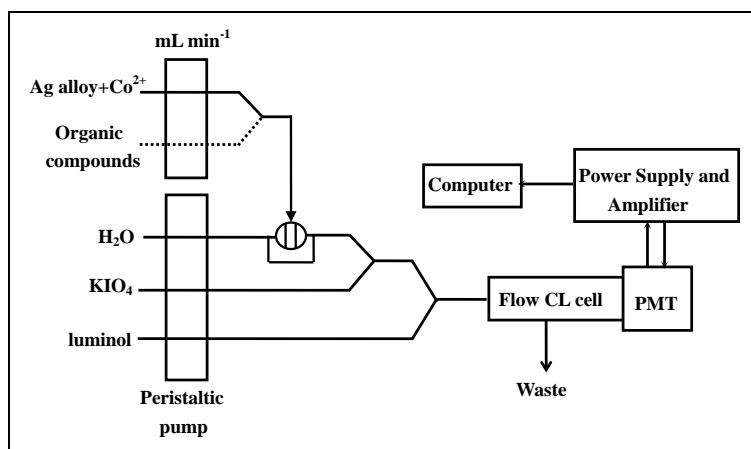 mL min⁻¹
Ag alloy+Co²⁺
Organic
compounds
H₂O
KIO₄
luminol
Peristaltic
pump
Computer
Power Supply and
Amplifier
Flow CL cell
PMT
Waste